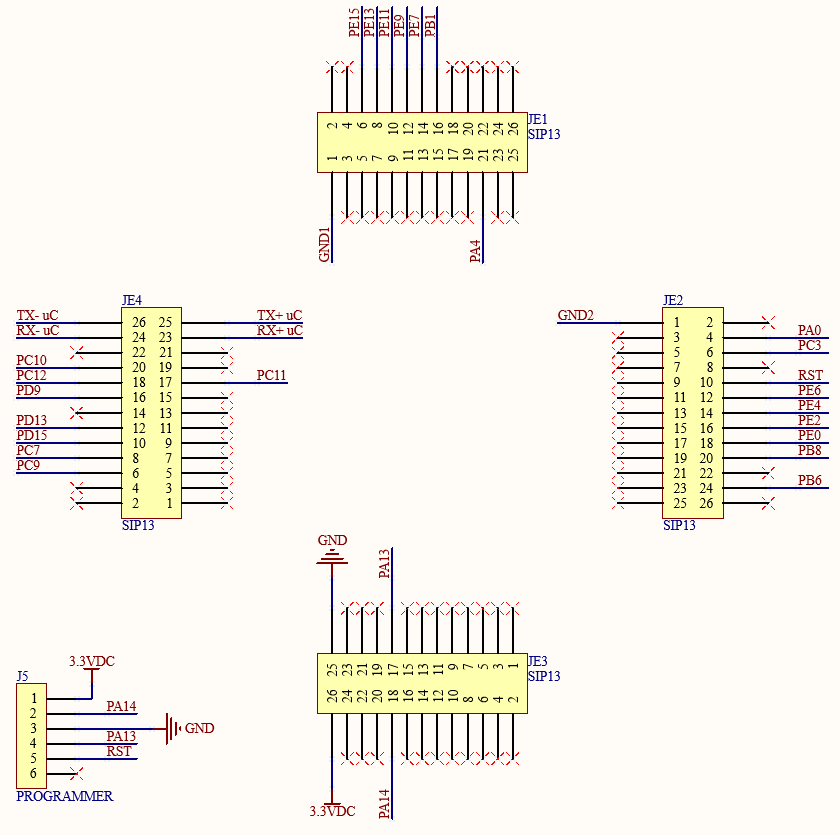 PE15 PE13 PE11 PE9 PE7 PB1
JE1
SIP13
2 4 6 8 10 12 14 16 18 20 22 24 26
1 3 5 7 9 11 13 15 17 19 21 23 25
GND1 PA4
JE4
TX- uC 26 25 TX+ uC
RX- uC 24 23 RX+ uC
22 21
PC10 20 19
PC12 18 17 PC11
PD9 16 15
14 13
PD13 12 11
PD15 10 9
PC7 8 7
PC9 6 5
4 3
2 1
SIP13
JE2
GND2 1 2
3 4 PA0
5 6 PC3
7 8
9 10 RST
11 12 PE6
13 14 PE4
15 16 PE2
17 18 PE0
19 20 PB8
21 22
23 24 PB6
25 26
SIP13
GND PA13
JE3
SIP13
25 23 21 19 17 15 13 11 9 7 5 3 1
26 24 22 20 18 16 14 12 10 8 6 4 2
3.3VDC PA14
3.3VDC
J5
1
2 PA14
3 GND
4 PA13
5 RST
6
PROGRAMMER